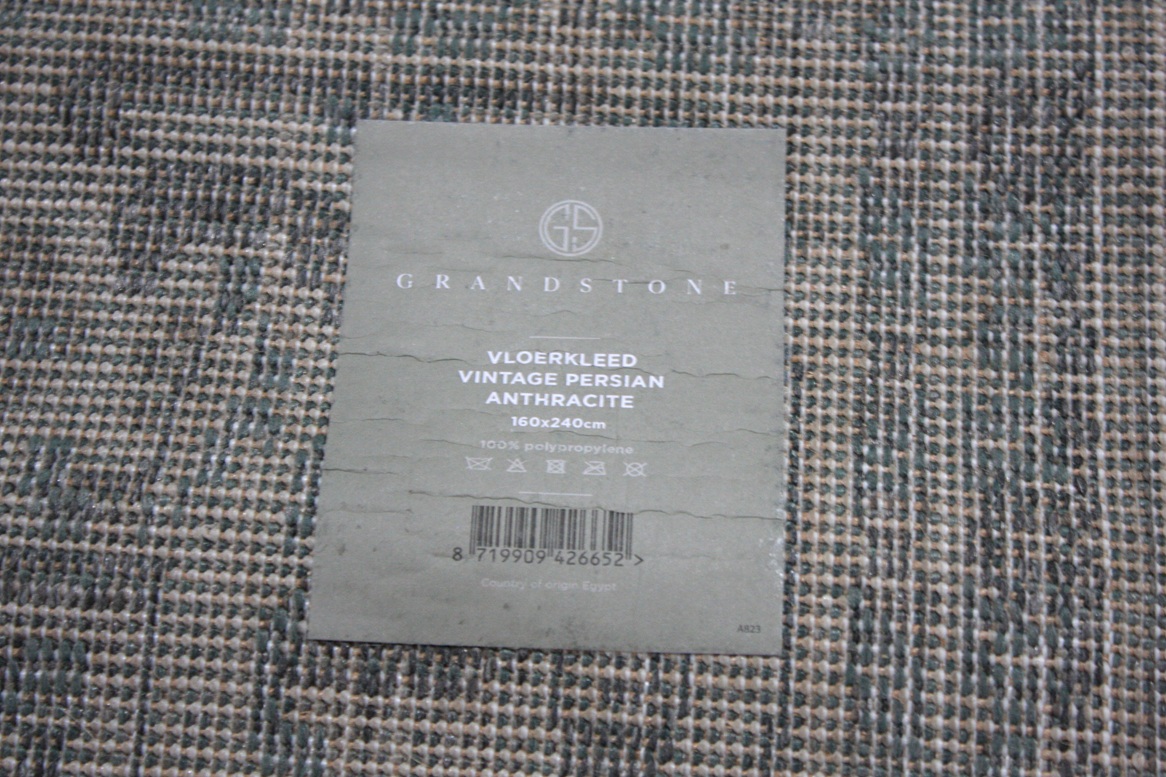 GS
GRANDSTONE
VLOERKLEED
VINTAGE PERSIAN
ANTHRACITE
160x240cm
100% polypropylene
8 719909 426652 >
Country of origin Egypt
A823